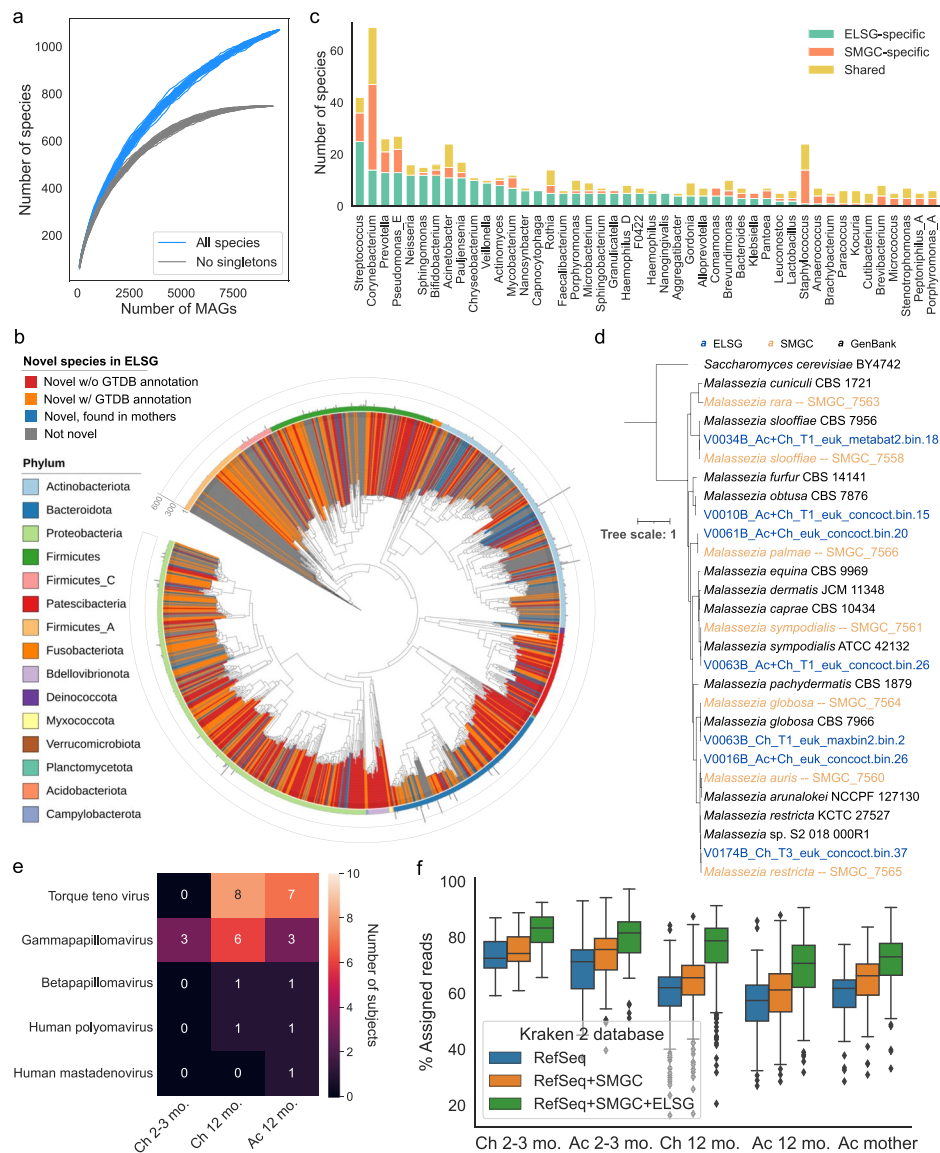 a
1000
800
600
400
200
Number of species
2500
5000
7500
Number of MAGs
All species
No singletons
c
60
40
20
0
Number of species
ELSG-specific
SMGC-specific
Shared
Streptococcus
Corynebacterium
Prevotella
Pseudomonas_E
Neisseria
Sphingomonas
Bifidobacterium
Acinetobacter
Pauljensenia
Chryseobacterium
Veillonella
Actinomyces
Mycobacterium
Nanosynbacter
Capnocytophaga
Rothia
Faecalibacterium
Porphyromonas
Microbacterium
Sphingobacterium
Granulicatella
Haemophilus_D
F0422
Haemophilus
Nanogingivalis
Aggregatibacter
Gordonia
Alloprevotella
Comamonas
Brevundimonas
Bacteroides
Klebsiella
Pantoea
Leuconostoc
Lactobacillus
Staphylococcus
Anaerococcus
Brachybacterium
Paracoccus
Kocuria
Cutibacterium
Brevibacterium
Micrococcus
Stenotrophomonas
Peptoniphilus_A
Porphyromonas_A
b
Novel species in ELSG
Novel w/o GTDB annotation
Novel w/ GTDB annotation
Novel, found in mothers
Not novel
Phylum
Actinobacteriota
Bacteroidota
Proteobacteria
Firmicutes
Firmicutes_C
Patescibacteria
Firmicutes_A
Fusobacteriota
Bdellovibrionota
Deinococcota
Myxococcota
Verrucomicrobiota
Planctomycetota
Acidobacteriota
Campylobacterota
600
300
1
d
a ELSG a SMGC a GenBank
Saccharomyces cerevisiae BY4742
Malassezia cuniculi CBS 1721
Malassezia rara -- SMGC_7563
Malassezia slooffiae CBS 7956
V0034B_Ac+Ch_T1_euk_metabat2.bin.18
Malassezia slooffiae -- SMGC_7558
Malassezia furfur CBS 14141
Malassezia obtusa CBS 7876
V0010B_Ac+Ch_T1_euk_concoct.bin.15
V0061B_Ac+Ch_T1_euk_concoct.bin.20
Malassezia palmae -- SMGC_7566
Malassezia equina CBS 9969
Malassezia dermatis JCM 11348
Malassezia caprae CBS 10434
Malassezia sympodialis -- SMGC_7561
Malassezia sympodialis ATCC 42132
V0063B_Ac+Ch_T1_euk_concoct.bin.26
Malassezia pachydermatis CBS 1879
Malassezia globosa -- SMGC_7564
Malassezia globosa CBS 7966
V0063B_Ch_T1_euk_maxbin2.bin.2
V0016B_Ac+Ch_T1_euk_concoct.bin.26
Malassezia auris -- SMGC_7560
Malassezia arunalokei NCCPF 127130
Malassezia restricta KCTC 27527
Malassezia sp. S2 018 000R1
V0174B_Ch_T3_euk_concoct.bin.37
Malassezia restricta -- SMGC_7565
Tree scale: 1
e
Torque teno virus 0 8 7
Gammapapillomavirus 3 6 3
Betapapillomavirus 0 1 1
Human polyomavirus 0 1 1
Human mastadenovirus 0 0 1
Ch 2-3 mo.
Ch 12 mo.
Ac 12 mo.
10
8
6
4
2
0
Number of subjects
f
100
80
60
40
20
% Assigned reads
Kraken 2 database
RefSeq
RefSeq+SMGC
RefSeq+SMGC+ELSG
Ch 2-3 mo. Ac 2-3 mo. Ch 12 mo. Ac 12 mo. Ac mother